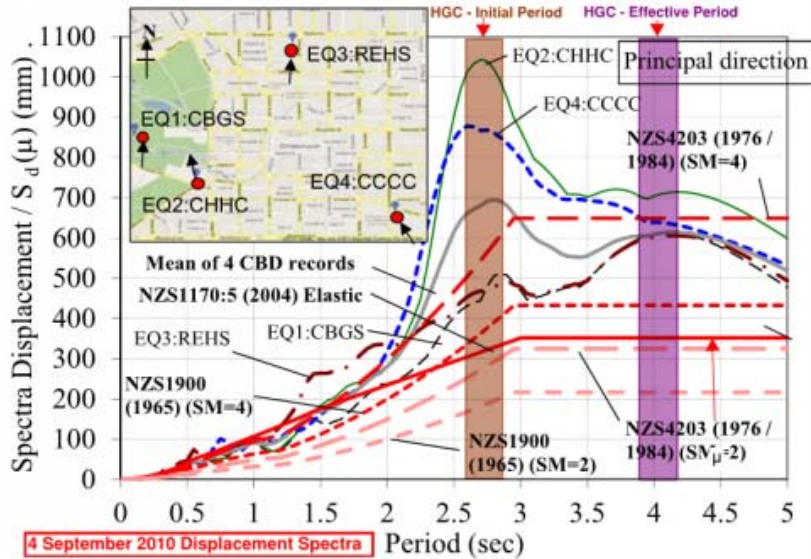 HGC - Initial Period
HGC - Effective Period
Spectra Displacement / S_d(μ) (mm) .
1100
1000
900
800
700
600
500
400
300
200
100
0
N
EQ3:REHS
EQ1:CBGS
EQ2:CHHC
EQ4:CCCC
EQ2:CHHC
EQ4:CCCC
Principal direction
NZS4203 (1976 /
1984) (SM=4)
Mean of 4 CBD records
NZS1170:5 (2004) Elastic
EQ3:REHS
EQ1:CBGS
NZS1900
(1965) (SM=4)
NZS1900
(1965) (SM=2)
NZS4203 (1976 /
1984) (SM=2)
μ
0 0.5 1 1.5 2 2.5 3 3.5 4 4.5 5
4 September 2010 Displacement Spectra
Period (sec)